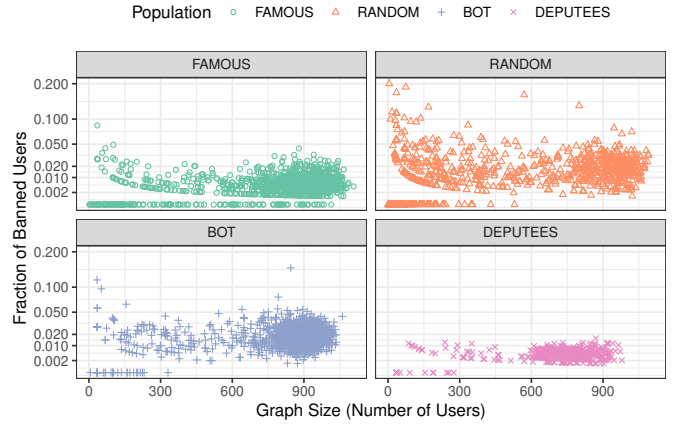 Population FAMOUS RANDOM BOT DEPUTEES
FAMOUS RANDOM
0.200
0.100
0.050
0.020
0.010
0.002
BOT DEPUTEES
0.200
0.100
0.050
0.020
0.010
0.002
0 300 600 900 0 300 600 900
Graph Size (Number of Users)
Fraction of Banned Users